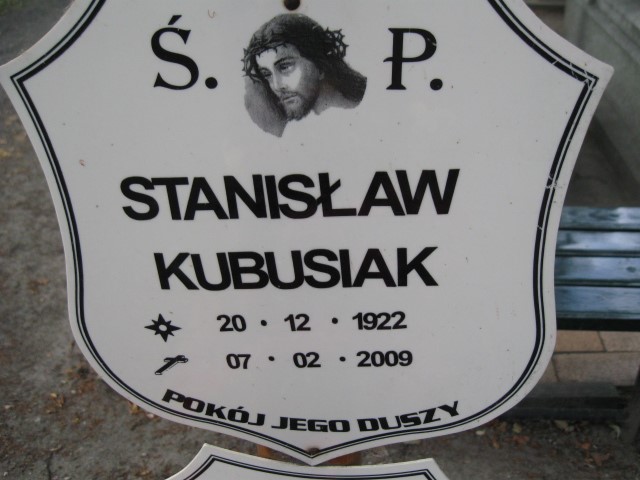 Ś. P.
STANISŁAW
KUBUSIAK
20 · 12 · 1922
07 · 02 · 2009
POKÓJ JEGO DUSZY